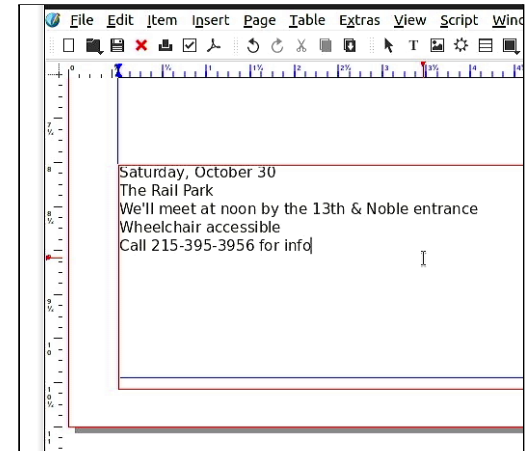 File Edit Item Insert Page Table Extras View Script
Saturday, October 30
The Rail Park
We'll meet at noon by the 13th & Noble entrance
Wheelchair accessible
Call 215-395-3956 for info